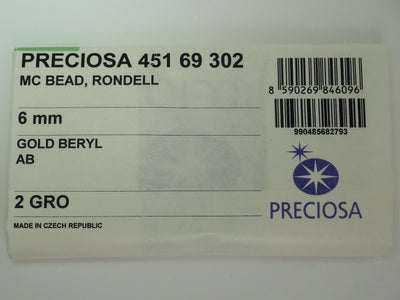 PRECIOSA 451 69 302
MC BEAD, RONDELL
6 mm
GOLD BERYL
AB
2 GRO
MADE IN CZECH REPUBLIC
8 590269 846096
990485682793
PRECIOSA